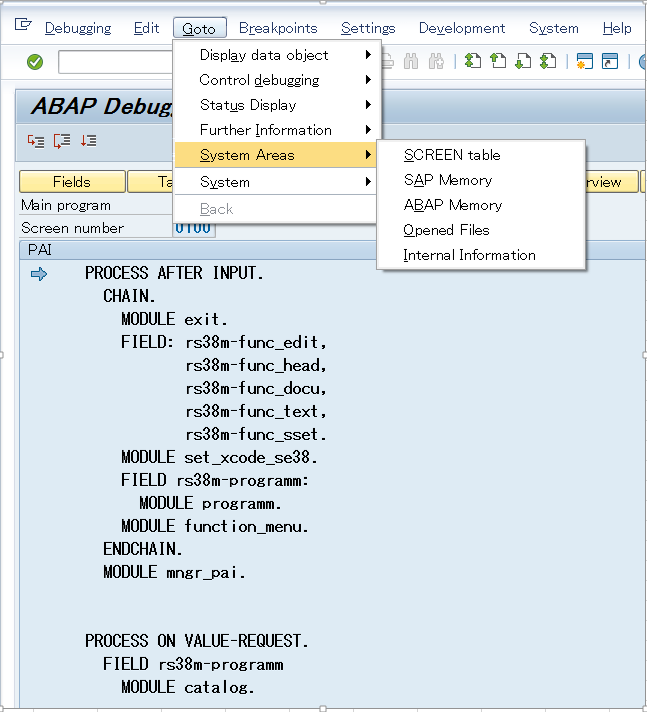 Debugging Edit Goto Breakpoints Settings Development System Help
Display data object
Control debugging
Status Display
Further Information
System Areas
System
Back
SCREEN table
SAP Memory
ABAP Memory
Opened Files
Internal Information
ABAP Debugg
Fields Ta rview
Main program
Screen number 0100
PAI
PROCESS AFTER INPUT.
CHAIN.
MODULE exit.
FIELD: rs38m-func_edit,
rs38m-func_head,
rs38m-func_docu,
rs38m-func_text,
rs38m-func_sset.
MODULE set_xcode_se38.
FIELD rs38m-programm:
MODULE programm.
MODULE function_menu.
ENDCHAIN.
MODULE mngr_pai.
PROCESS ON VALUE-REQUEST.
FIELD rs38m-programm
MODULE catalog.